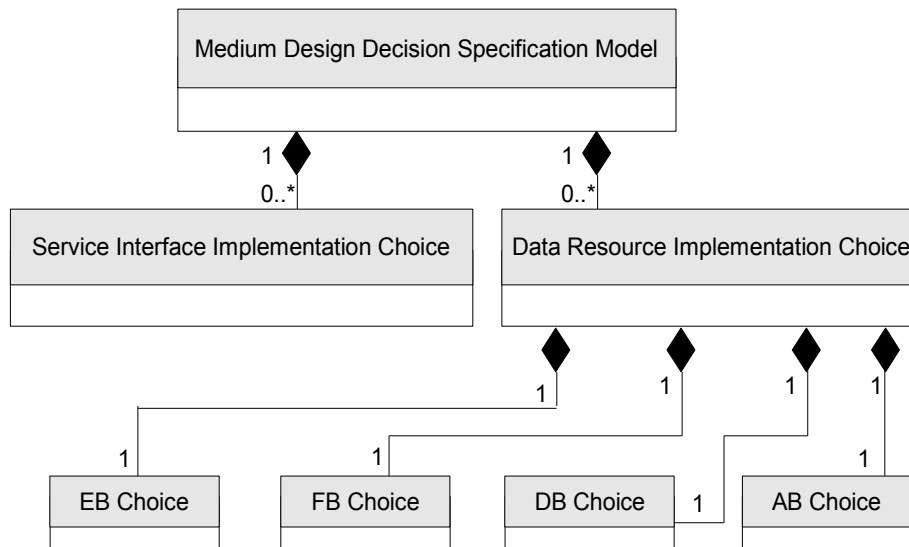 Medium Design Decision Specification Model
1 1
0..* 0..*
Service Interface Implementation Choice Data Resource Implementation Choice
1 1 1 1
1 1 1 1
EB Choice FB Choice DB Choice AB Choice